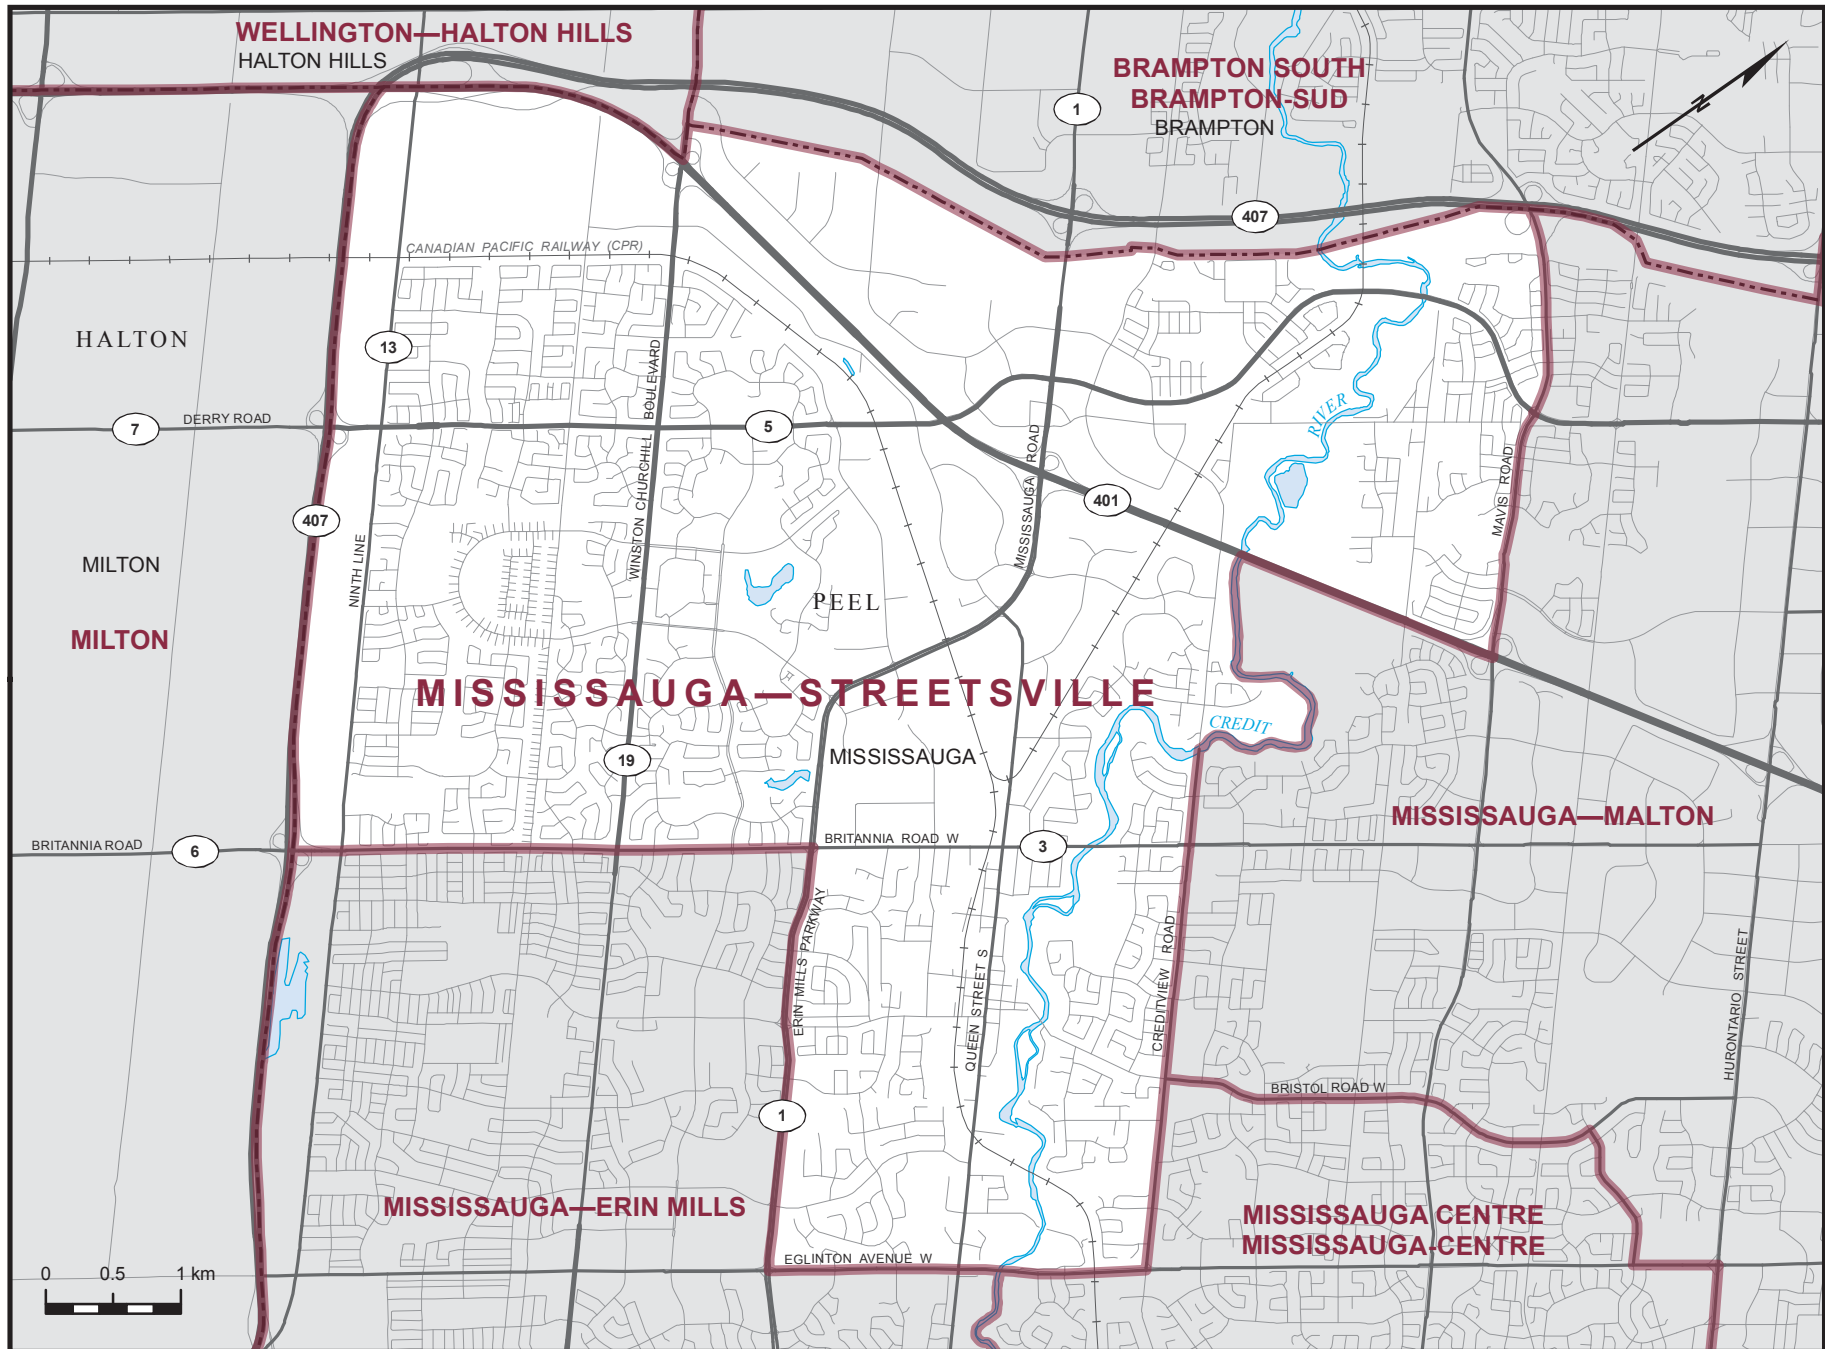 WELLINGTON—HALTON HILLS
HALTON HILLS
BRAMPTON SOUTH
BRAMPTON-SUD
BRAMPTON
N
1
407
CANADIAN PACIFIC RAILWAY (CPR)
HALTON
13
WINSTON CHURCHILL BOULEVARD
7
DERRY ROAD
5
RIVER
MISSISSAUGA ROAD
401
MAVIS ROAD
407
NINTH LINE
MILTON
MILTON
PEEL
MISSISSAUGA—STREETSVILLE
CREDIT
19
MISSISSAUGA
MISSISSAUGA—MALTON
BRITANNIA ROAD
6
BRITANNIA ROAD W
3
ERIN MILLS PARKWAY
QUEEN STREET S
CREDITVIEW ROAD
HURONTARIO STREET
BRISTOL ROAD W
1
MISSISSAUGA—ERIN MILLS
MISSISSAUGA CENTRE
MISSISSAUGA-CENTRE
EGLINTON AVENUE W
0 0.5 1 km